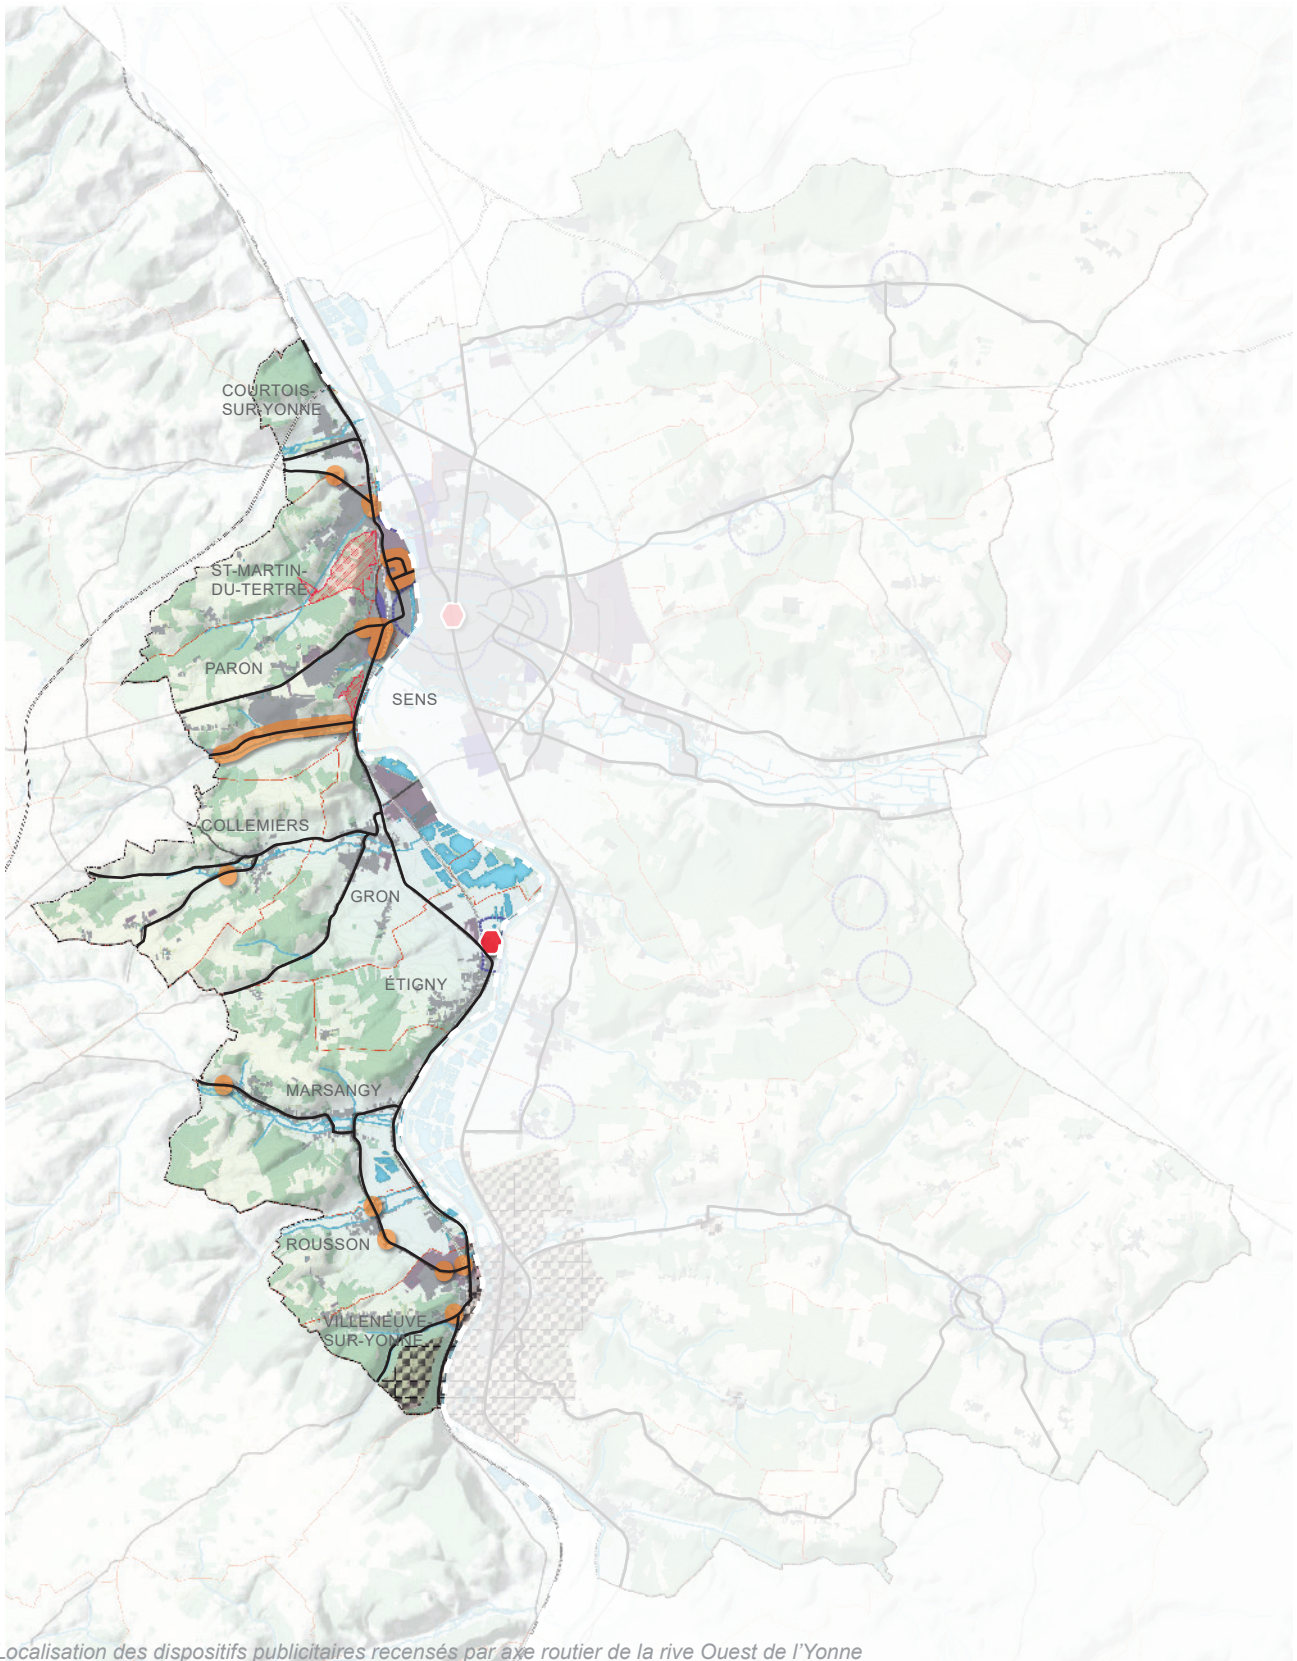 COURTOIS-
SUR-YONNE
ST-MARTIN-
DU-TERTRE
PARON
SENS
COLLEMIERS
GRON
ÉTIGNY
MARSANGY
ROUSSON
VILLENEUVE-
SUR-YONNE
Localisation des dispositifs publicitaires recensés par axe routier de la rive Ouest de l'Yonne